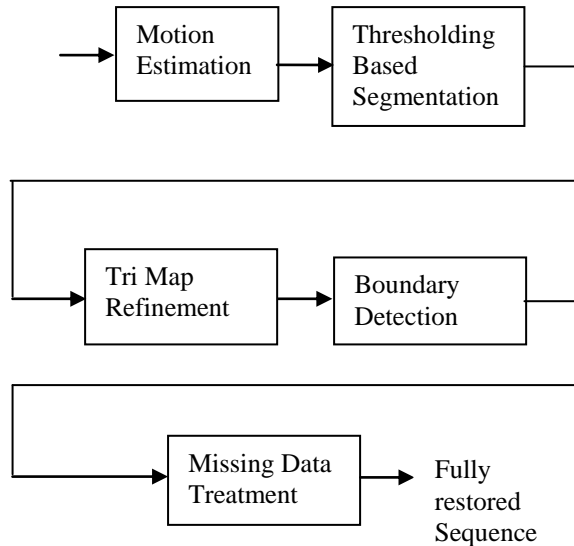 Motion
Estimation
Thresholding
Based
Segmentation
Tri Map
Refinement
Boundary
Detection
Missing Data
Treatment
Fully
restored
Sequence